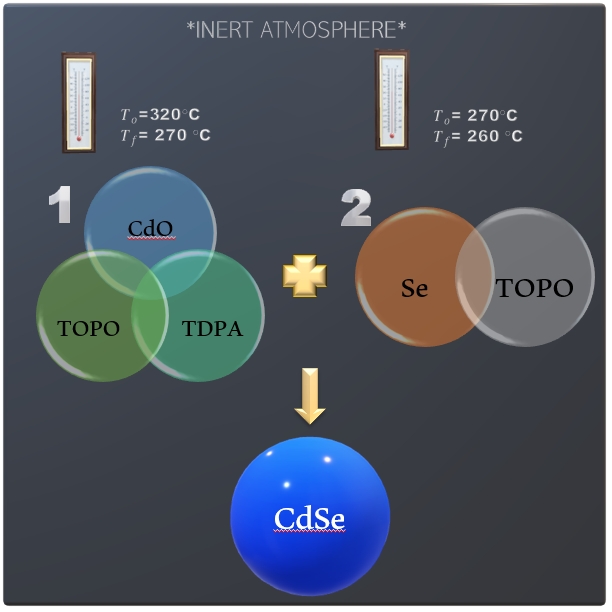 *INERT ATMOSPHERE*
To=320°C
Tf= 270 °C
To= 270°C
Tf= 260 °C
1
CdO
TOPO
TDPA
2
Se
TOPO
CdSe